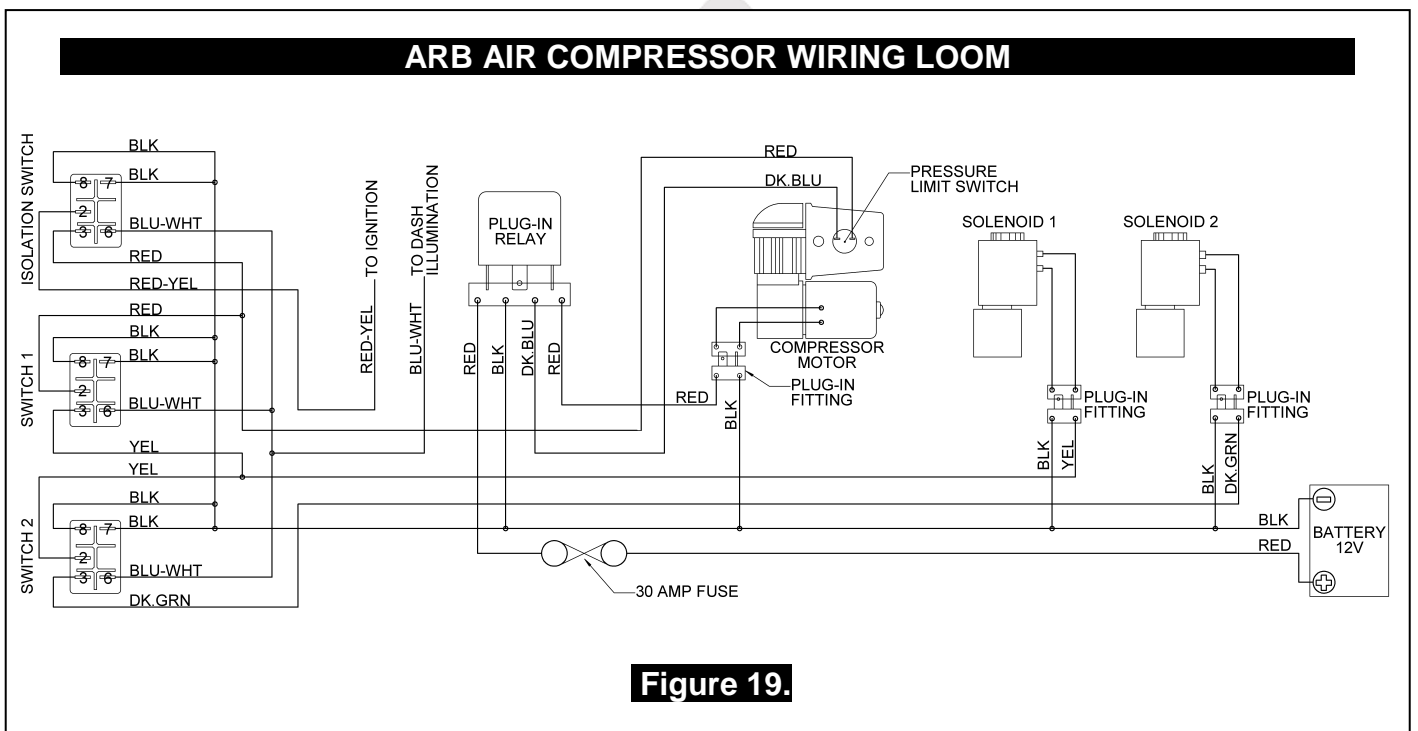 ARB AIR COMPRESSOR WIRING LOOM
ISOLATION SWITCH
BLK
BLK
8 7
2
3 6
BLU-WHT
RED
RED-YEL
SWITCH 1
RED
BLK
BLK
8 7
2
3 6
BLU-WHT
YEL
SWITCH 2
YEL
BLK
BLK
8 7
2
3 6
BLU-WHT
DK.GRN
RED-YEL
TO IGNITION
BLU-WHT
TO DASH
ILLUMINATION
PLUG-IN
RELAY
RED
BLK
DK.BLU
RED
RED
DK.BLU
PRESSURE
LIMIT SWITCH
COMPRESSOR
MOTOR
PLUG-IN
FITTING
RED
BLK
SOLENOID 1
PLUG-IN
FITTING
BLK
YEL
SOLENOID 2
PLUG-IN
FITTING
BLK
DK.GRN
BLK
RED
BATTERY
12V
30 AMP FUSE
Figure 19.